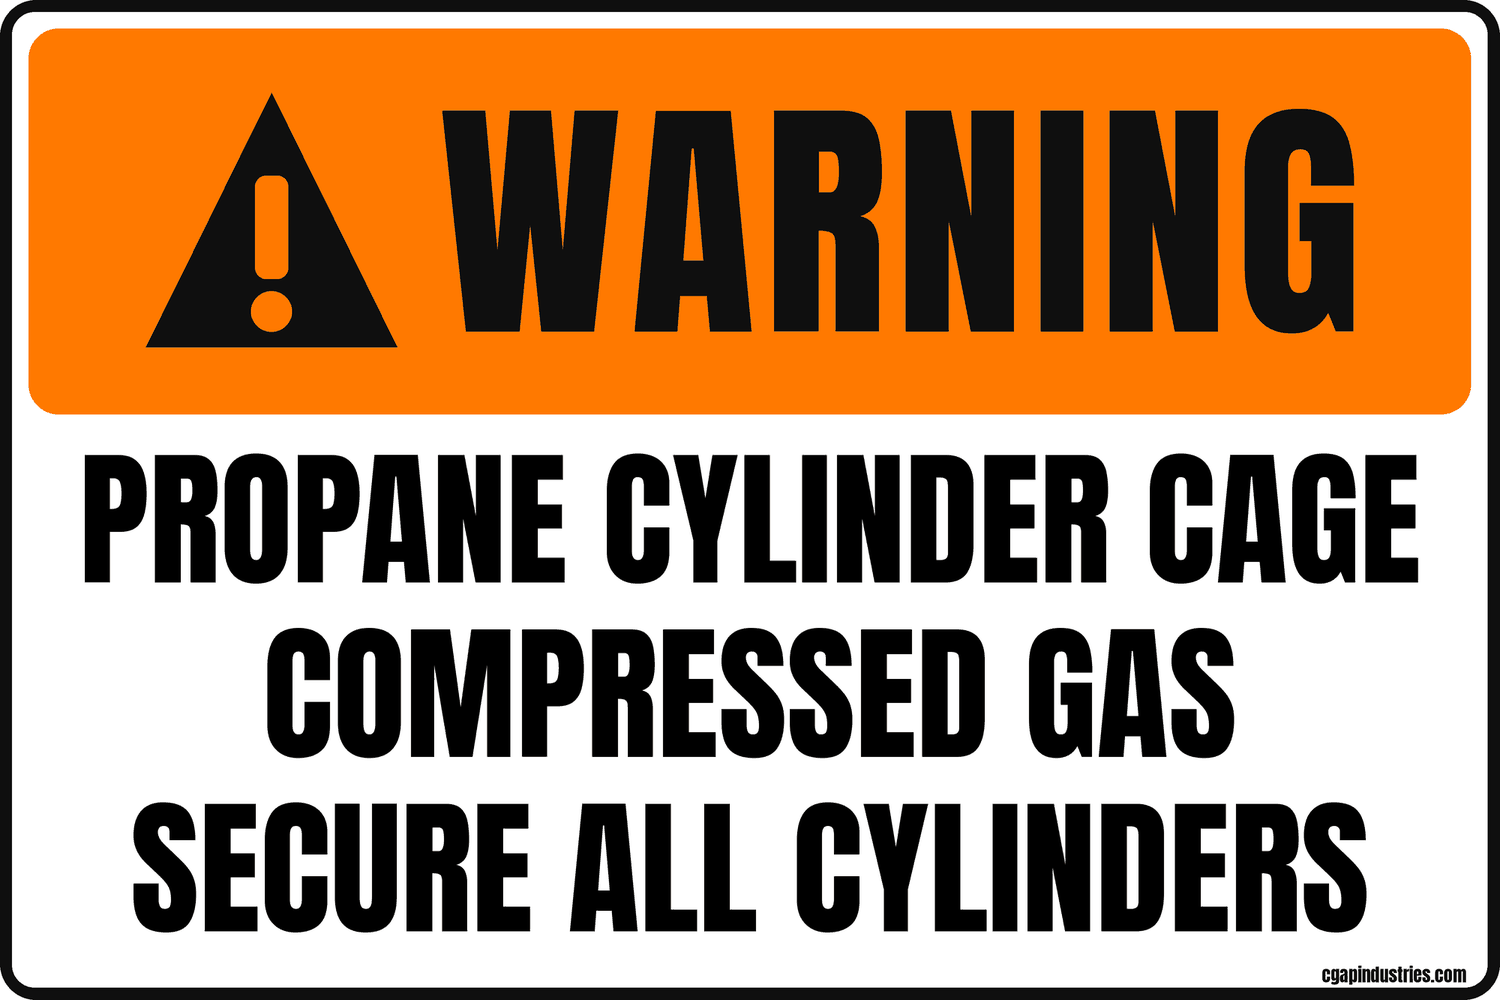 WARNING
PROPANE CYLINDER CAGE
COMPRESSED GAS
SECURE ALL CYLINDERS
cgapindustries.com